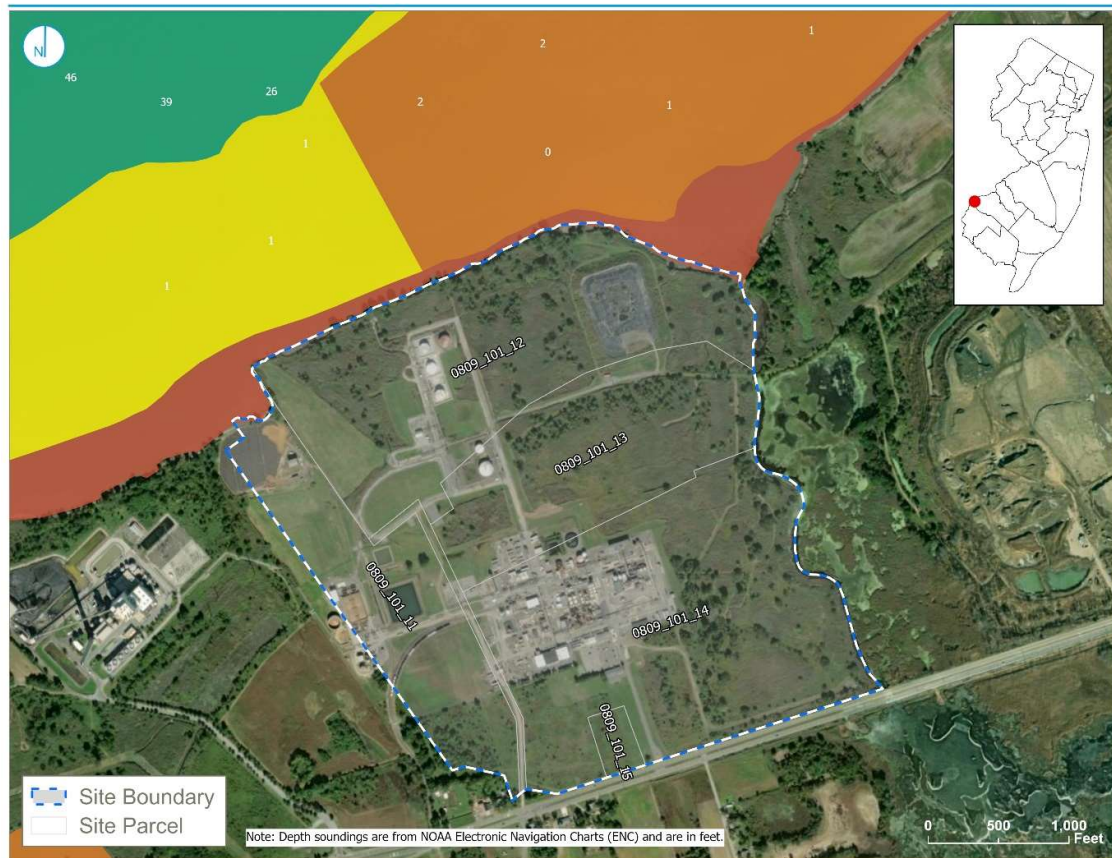 N
46
39
26
1
2
2
1
1
0
1
1
0809_101_12
0809_101_13
0809_101_11
0809_101_14
0809_101_15
Site Boundary
Site Parcel
Note: Depth soundings are from NOAA Electronic Navigation Charts (ENC) and are in feet.
0 500 1,000
Feet